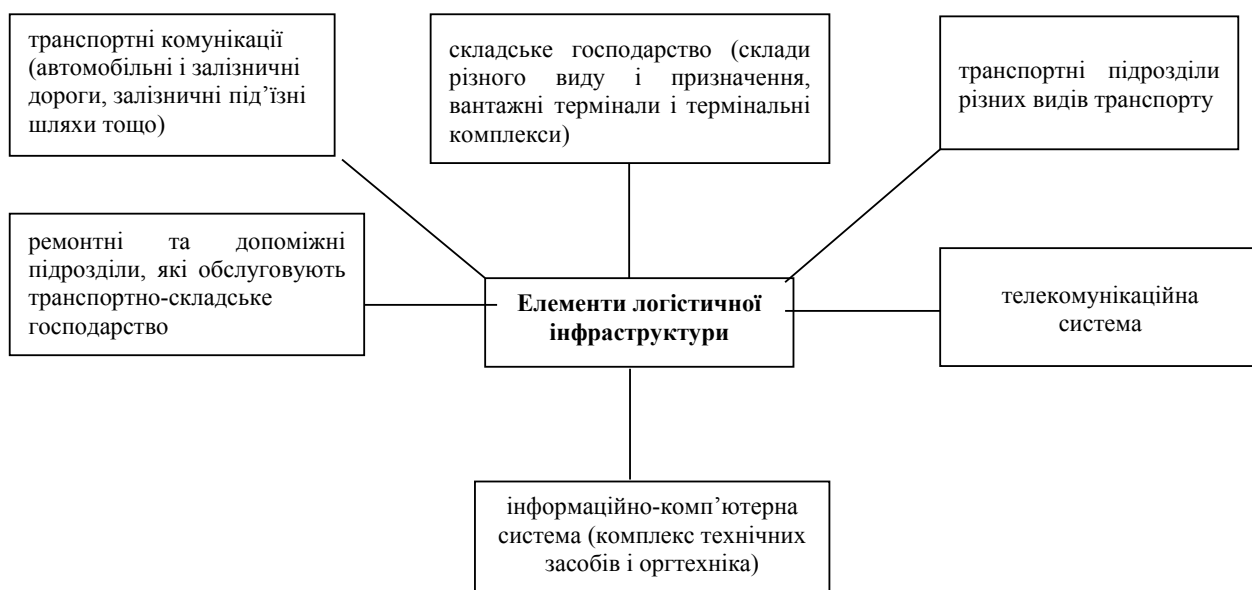 транспортні комунікації
(автомобільні і залізничні
дороги, залізничні під’їзні
шляхи тощо)
складське господарство (склади
різного виду і призначення,
вантажні термінали і термінальні
комплекси)
транспортні підрозділи
різних видів транспорту
ремонтні та допоміжні
підрозділи, які обслуговують
транспортно-складське
господарство
Елементи логістичної
інфраструктури
телекомунікаційна
система
інформаційно-комп’ютерна
система (комплекс технічних
засобів і оргтехніка)